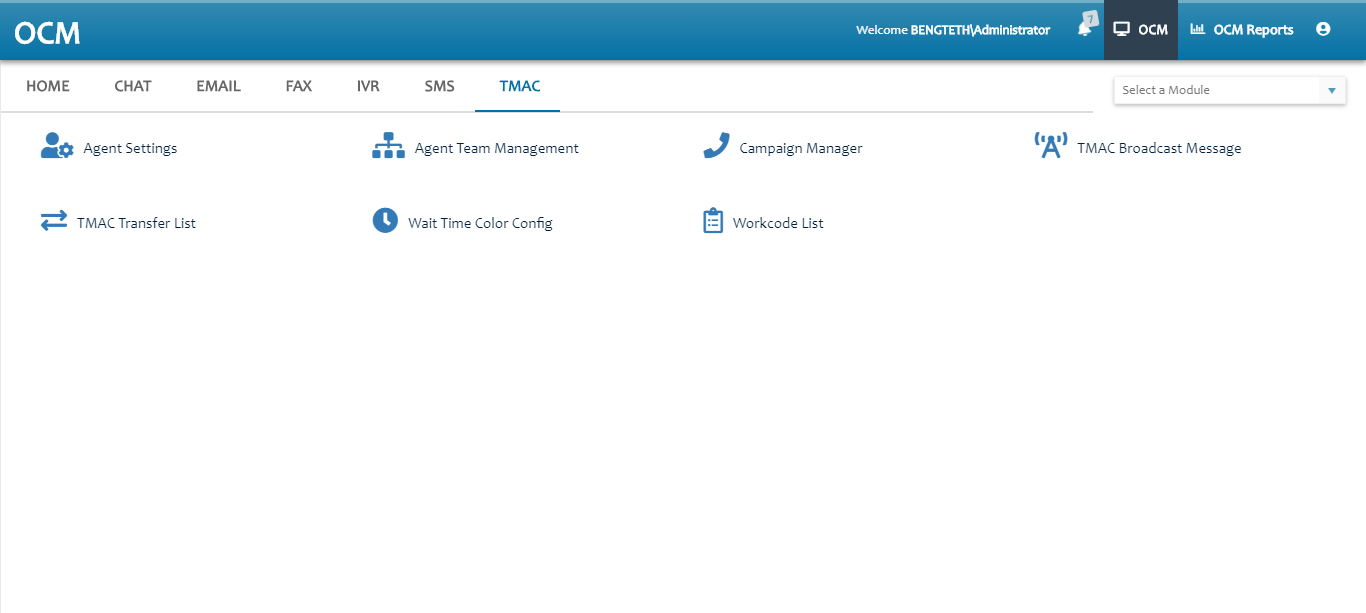 OCM
Welcome BENGTETH\Administrator
7
OCM
OCM Reports
HOME
CHAT
EMAIL
FAX
IVR
SMS
TMAC
Select a Module
Agent Settings
Agent Team Management
Campaign Manager
TMAC Broadcast Message
TMAC Transfer List
Wait Time Color Config
Workcode List